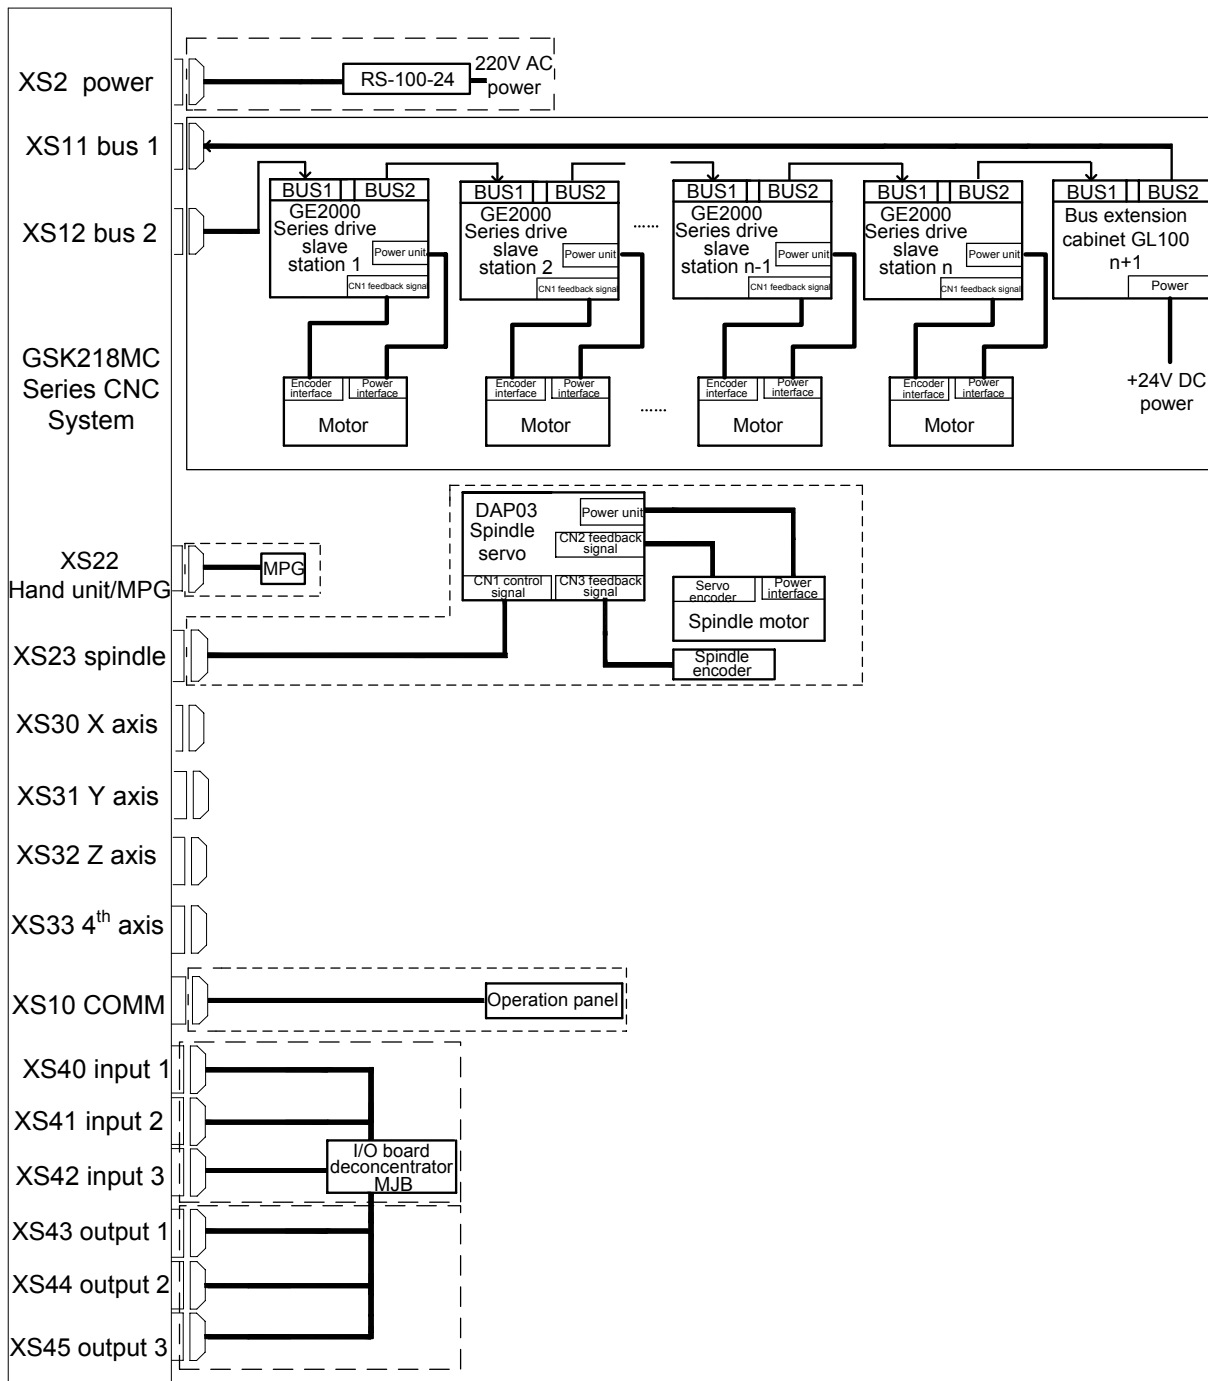 XS2 power
RS-100-24
220V AC
power
XS11 bus 1
XS12 bus 2
BUS1
BUS2
GE2000
Series drive
slave
station 1
Power unit
CN1 feedback signal
BUS1
BUS2
GE2000
Series drive
slave
station 2
Power unit
CN1 feedback signal
......
BUS1
BUS2
GE2000
Series drive
slave
station n-1
Power unit
CN1 feedback signal
BUS1
BUS2
GE2000
Series drive
slave
station n
Power unit
CN1 feedback signal
BUS1
BUS2
Bus extension
cabinet GL100
n+1
Power
GSK218MC
Series CNC
System
Encoder
interface
Power
interface
Motor
Encoder
interface
Power
interface
Motor
......
Encoder
interface
Power
interface
Motor
Encoder
interface
Power
interface
Motor
+24V DC
power
DAP03
Spindle
servo
Power unit
CN2 feedback
signal
CN1 control
signal
CN3 feedback
signal
Servo
encoder
Power
interface
Spindle motor
Spindle
encoder
XS22
Hand unit/MPG
MPG
XS23 spindle
XS30 X axis
XS31 Y axis
XS32 Z axis
XS33 4th axis
XS10 COMM
Operation panel
XS40 input 1
XS41 input 2
XS42 input 3
I/O board
deconcentrator
MJB
XS43 output 1
XS44 output 2
XS45 output 3